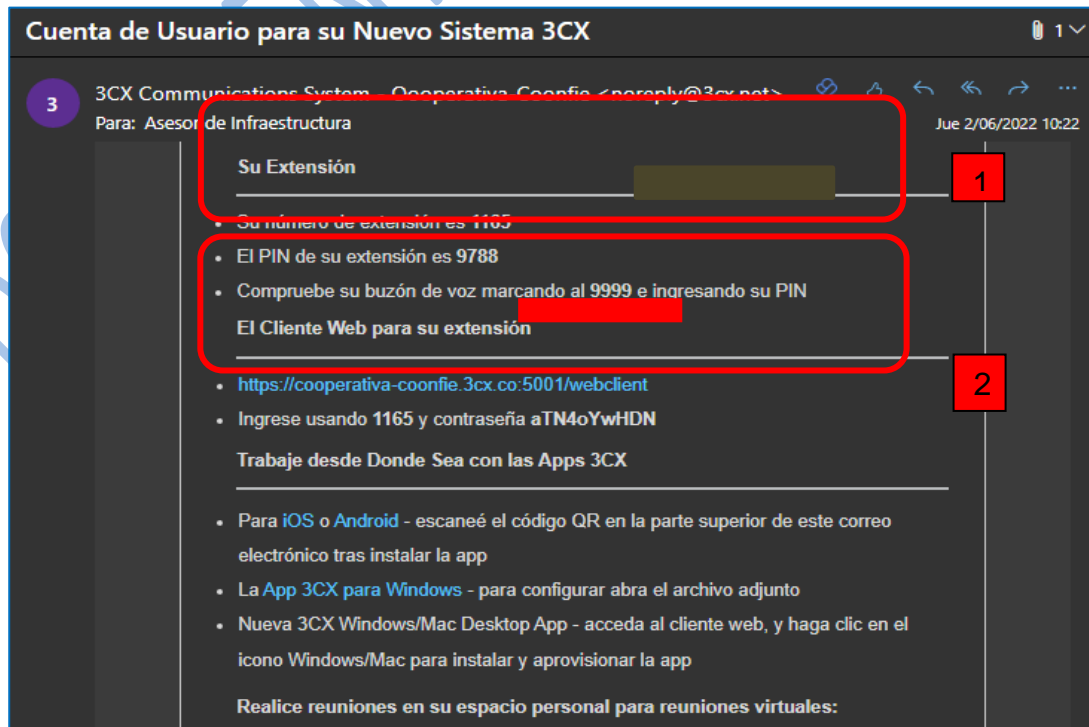 Cuenta de Usuario para su Nuevo Sistema 3CX
1
3
3CX Communications System - Cooperativa-Coonfie <noreply@3cx.net>
Para: Asesor de Infraestructura
Jue 2/06/2022 10:22
Su Extensión
1
Su número de extensión es 1165
El PIN de su extensión es 9788
Compruebe su buzón de voz marcando al 9999 e ingresando su PIN
El Cliente Web para su extensión
2
https://cooperativa-coonfie.3cx.co:5001/webclient
Ingrese usando 1165 y contraseña aTN4oYwHDN
Trabaje desde Donde Sea con las Apps 3CX
Para iOS o Android - escaneé el código QR en la parte superior de este correo
electrónico tras instalar la app
La App 3CX para Windows - para configurar abra el archivo adjunto
Nueva 3CX Windows/Mac Desktop App - acceda al cliente web, y haga clic en el
icono Windows/Mac para instalar y aprovisionar la app
Realice reuniones en su espacio personal para reuniones virtuales: